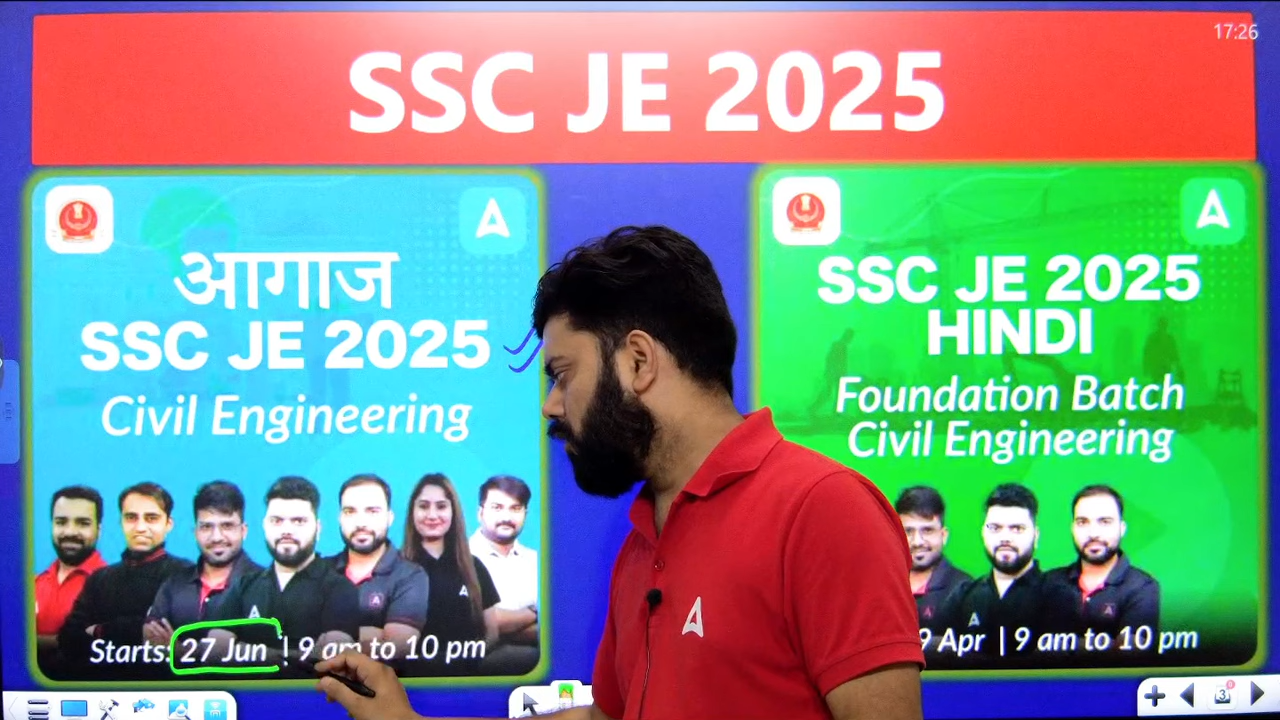 17:26
SSC JE 2025
आगाज
SSC JE 2025
Civil Engineering
Starts: 27 Jun | 9 am to 10 pm
SSC JE 2025
HINDI
Foundation Batch
Civil Engineering
Apr | 9 am to 10 pm
3